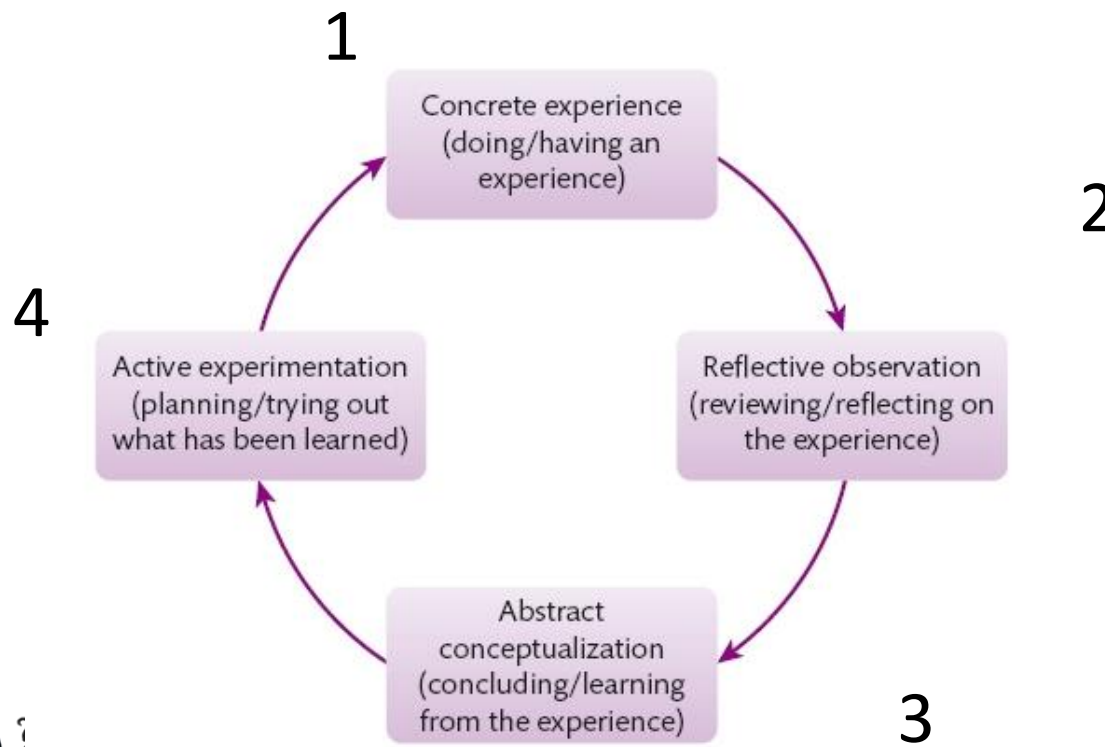 1
Concrete experience
(doing/having an
experience)
2
Reflective observation
(reviewing/reflecting on
the experience)
3
Abstract
conceptualization
(concluding/learning
from the experience)
4
Active experimentation
(planning/trying out
what has been learned)